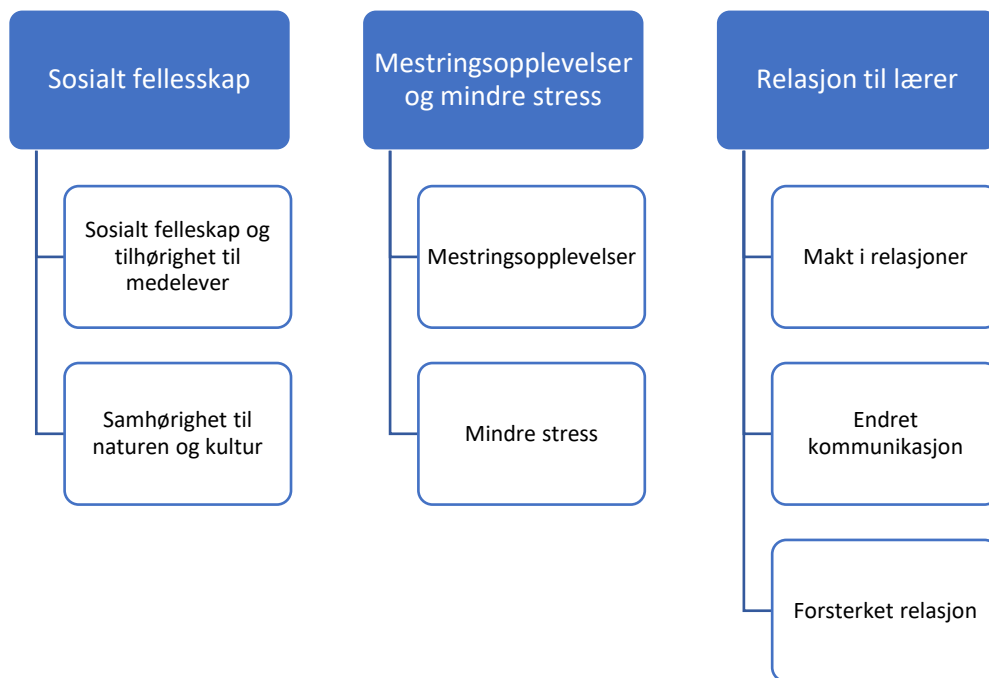 Sosialt fellesskap
Sosialt felleskap og
tilhørighet til
medelever
Samhørighet til
naturen og kultur
Mestringsopplevelser
og mindre stress
Mestringsopplevelser
Mindre stress
Relasjon til lærer
Makt i relasjoner
Endret
kommunikasjon
Forsterket relasjon